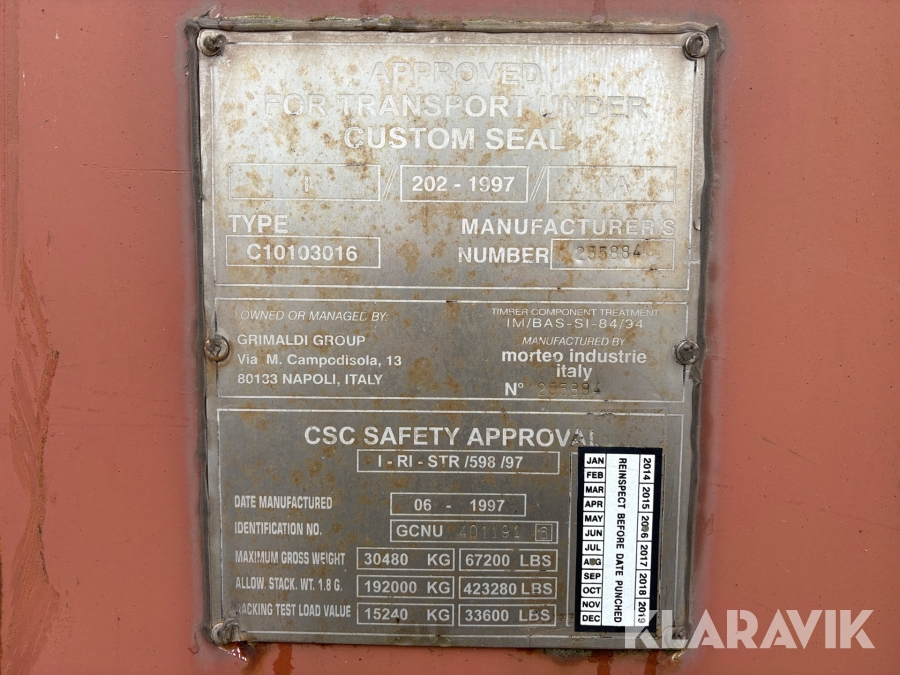 APPROVED
FOR TRANSPORT UNDER
CUSTOM SEAL
I / 202 - 1997 /
TYPE
C10103016
MANUFACTURER'S
NUMBER 255884
OWNED OR MANAGED BY:
GRIMALDI GROUP
Via M. Campodisola, 13
80133 NAPOLI, ITALY
TIMBER COMPONENT TREATMENT
IM/BAS-SI-84/94
MANUFACTURED BY
morteo industrie
italy
N° 255884
CSC SAFETY APPROVAL
I - RI - STR /598 /97
DATE MANUFACTURED 06 - 1997
IDENTIFICATION NO. GCNU 401191 6
MAXIMUM GROSS WEIGHT 30480 KG 67200 LBS
ALLOW. STACK. WT. 1.8 G. 192000 KG 423280 LBS
RACKING TEST LOAD VALUE 15240 KG 33600 LBS
JAN
FEB
MAR
APR
MAY
JUN
JUL
AUG
SEP
OCT
NOV
DEC
REINSPECT BEFORE DATE PUNCHED
2014 2015 2016 2017 2018 2019
KLARAVIK